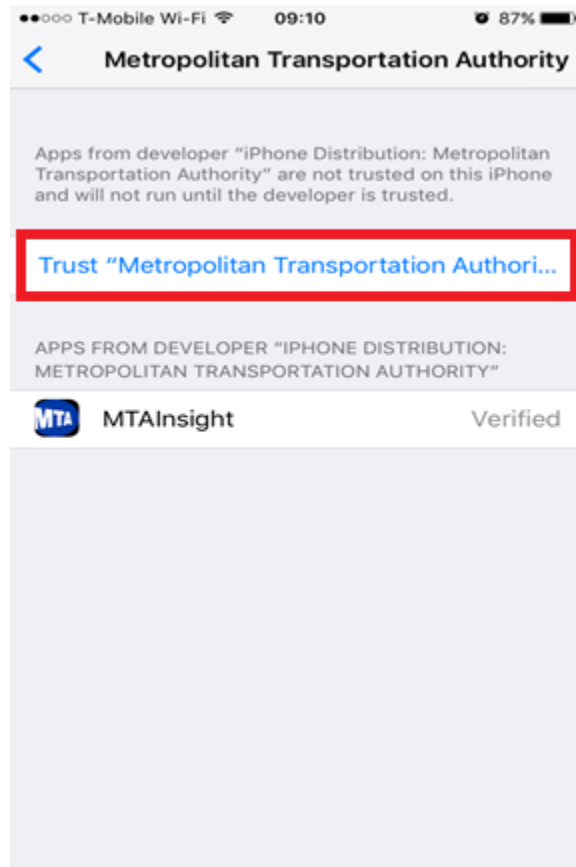 T-Mobile Wi-Fi 09:10 87%
Metropolitan Transportation Authority
Apps from developer “iPhone Distribution: Metropolitan
Transportation Authority” are not trusted on this iPhone
and will not run until the developer is trusted.
Trust “Metropolitan Transportation Authori...
APPS FROM DEVELOPER “IPHONE DISTRIBUTION:
METROPOLITAN TRANSPORTATION AUTHORITY”
MTA MTAInsight Verified